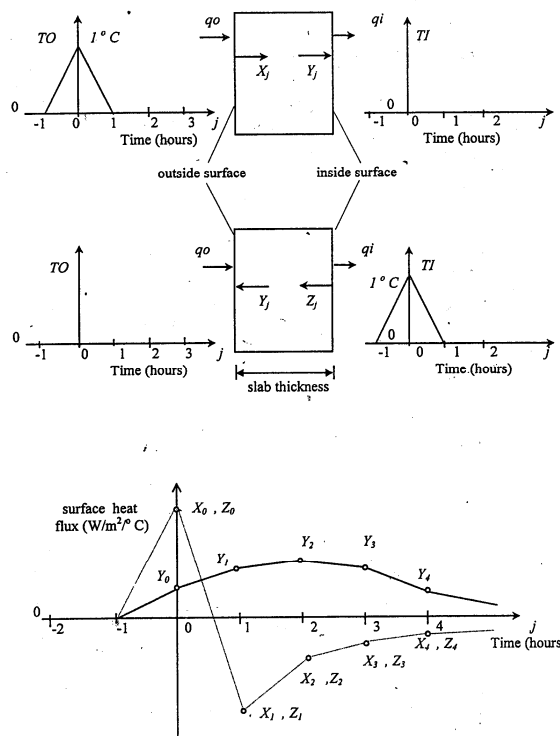 TO
1° C
0
-1 0 1 2 3 j
Time (hours)
qo
qi
Xj
Yj
TI
0
-1 0 1 2 j
Time (hours)
outside surface
inside surface
TO
0
-1 0 1 2 3 j
Time (hours)
qo
qi
Yj
Zj
TI
1° C
0
-1 0 1 2 j
Time.(hours)
slab thickness
surface heat
flux (W/m²/° C)
X0 , Z0
Y0
Y1
Y2
Y3
Y4
0
-2 -1 0 1 2 3 4 j
Time (hours
X4 , Z4
X3 , Z3
X2 , Z2
X1 , Z1